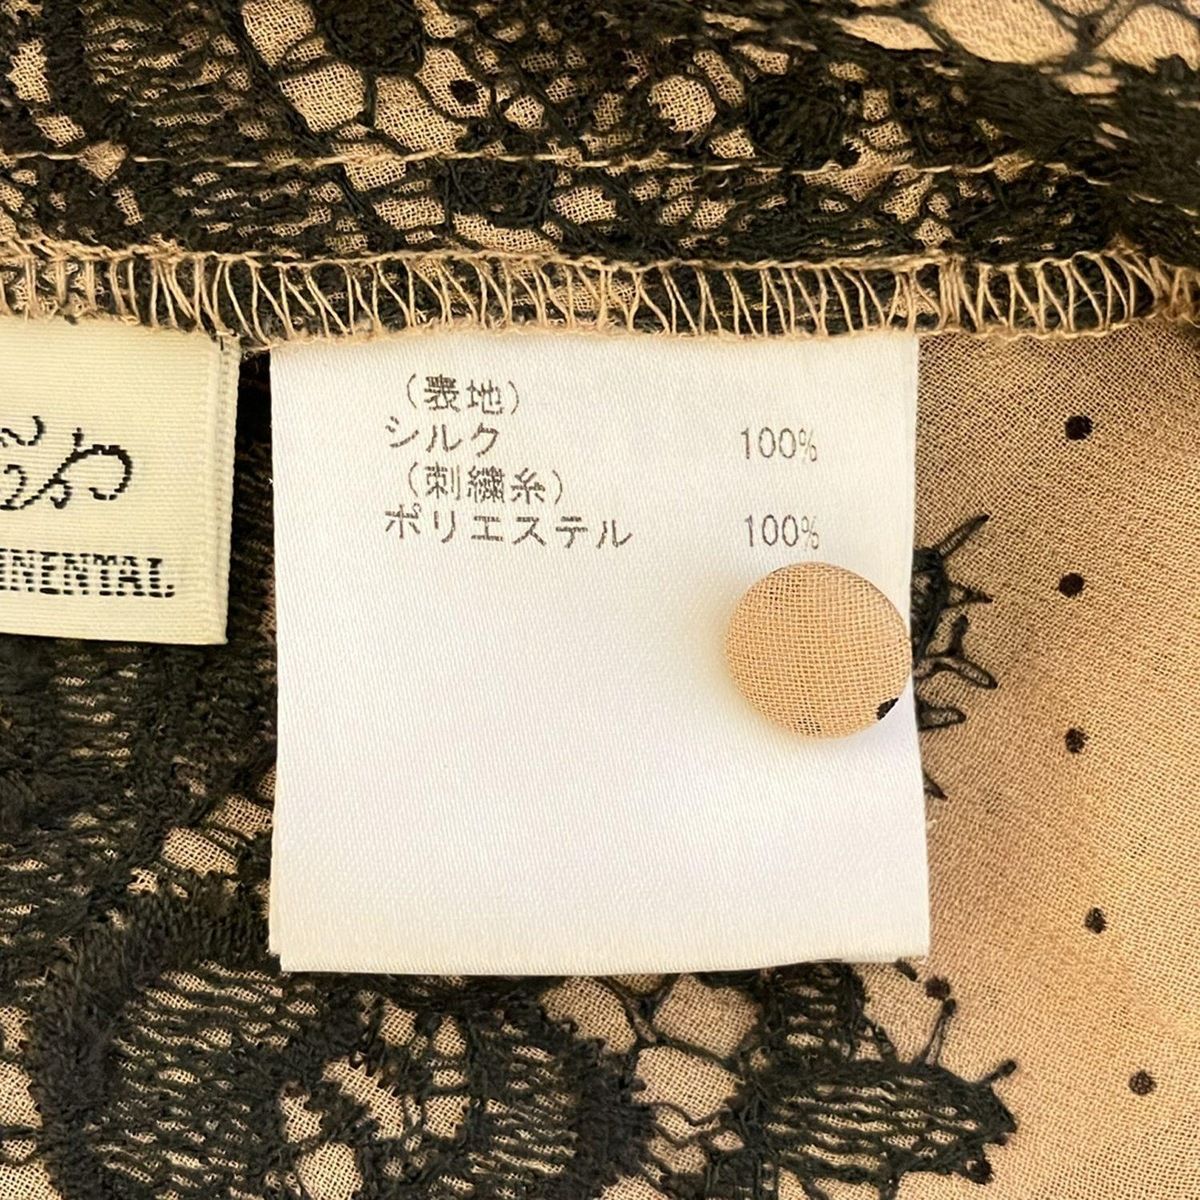 (表地)
シルク 100%
(刺繍糸)
ポリエステル 100%
INENTAL